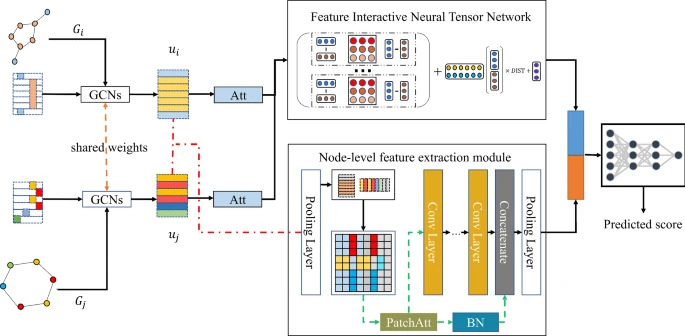 Feature Interactive Neural Tensor Network
G_i
u_i
GCNs
Att
+
× DIST +
shared weights
Node-level feature extraction module
GCNs
Att
u_j
G_j
Pooling Layer
Conv Layer
...
Conv Layer
Concatenate
Pooling Layer
PatchAtt
BN
Predicted score